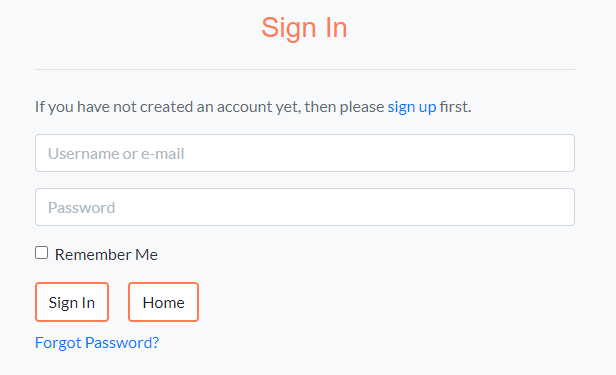 Sign In
If you have not created an account yet, then please sign up first.
Username or e-mail
Password
Remember Me
Sign In Home
Forgot Password?